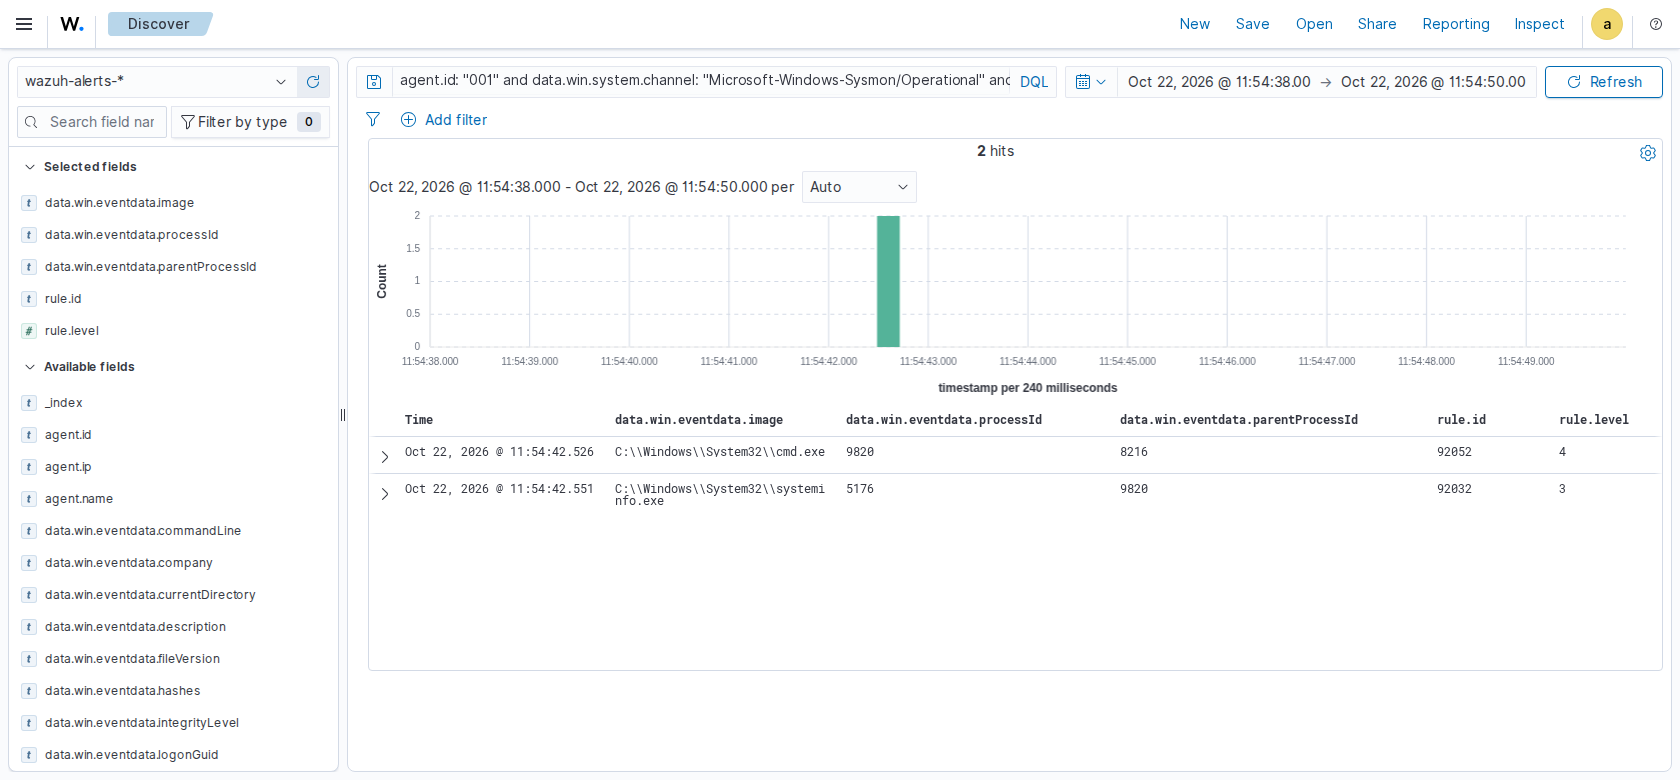 W.
Discover
New Save Open Share Reporting Inspect a
wazuh-alerts-*
agent.id: "001" and data.win.system.channel: "Microsoft-Windows-Sysmon/Operational" and
DQL
Oct 22, 2026 @ 11:54:38.00 → Oct 22, 2026 @ 11:54:50.00
Refresh
Search field nar
Filter by type 0
Add filter
Selected fields
t data.win.eventdata.image
t data.win.eventdata.processId
t data.win.eventdata.parentProcessId
t rule.id
# rule.level
Available fields
t _index
t agent.id
t agent.ip
t agent.name
t data.win.eventdata.commandLine
t data.win.eventdata.company
t data.win.eventdata.currentDirectory
t data.win.eventdata.description
t data.win.eventdata.fileVersion
t data.win.eventdata.hashes
t data.win.eventdata.integrityLevel
t data.win.eventdata.logonGuid
2 hits
Oct 22, 2026 @ 11:54:38.000 - Oct 22, 2026 @ 11:54:50.000 per Auto
Count
2
1.5
1
0.5
0
11:54:38.000 11:54:39.000 11:54:40.000 11:54:41.000 11:54:42.000 11:54:43.000 11:54:44.000 11:54:45.000 11:54:46.000 11:54:47.000 11:54:48.000 11:54:49.000
timestamp per 240 milliseconds
Time data.win.eventdata.image data.win.eventdata.processId data.win.eventdata.parentProcessId rule.id rule.level
Oct 22, 2026 @ 11:54:42.526 C:\\Windows\\System32\\cmd.exe 9820 8216 92052 4
Oct 22, 2026 @ 11:54:42.551 C:\\Windows\\System32\\systemi 5176 9820 92032 3
nfo.exe